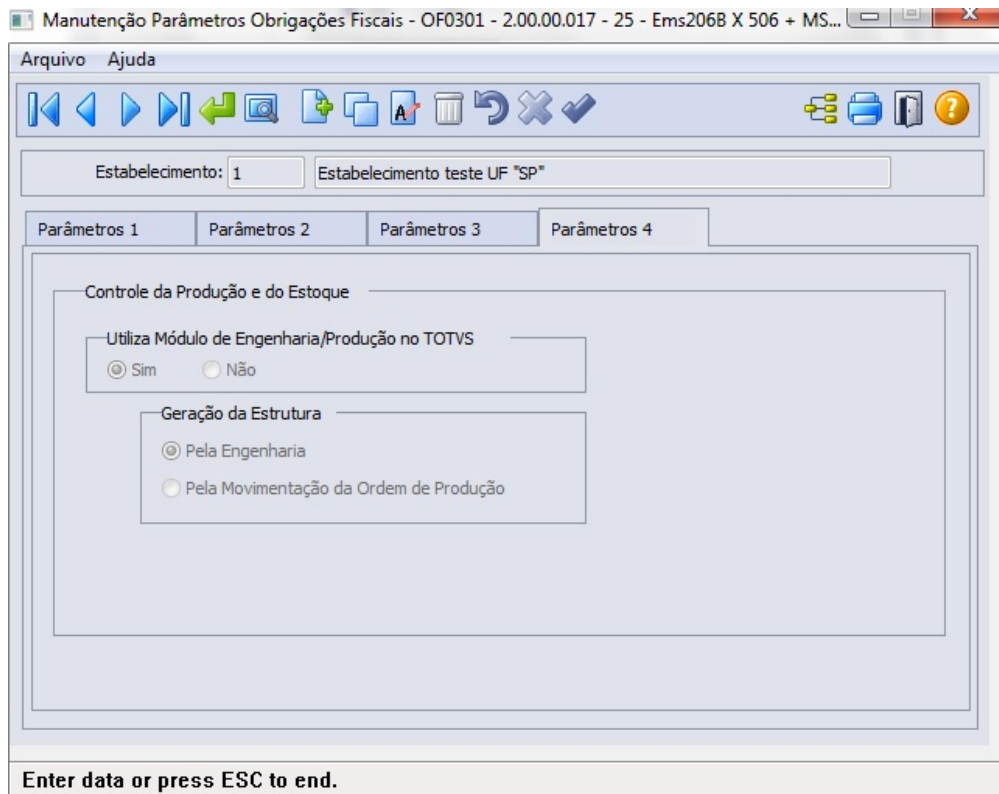 Manutenção Parâmetros Obrigações Fiscais - OF0301 - 2.00.00.017 - 25 - Ems206B X 506 + MS...
Arquivo Ajuda
A
?
Estabelecimento: 1 Estabelecimento teste UF "SP"
Parâmetros 1 Parâmetros 2 Parâmetros 3 Parâmetros 4
Controle da Produção e do Estoque
Utiliza Módulo de Engenharia/Produção no TOTVS
Sim Não
Geração da Estrutura
Pela Engenharia
Pela Movimentação da Ordem de Produção
Enter data or press ESC to end.